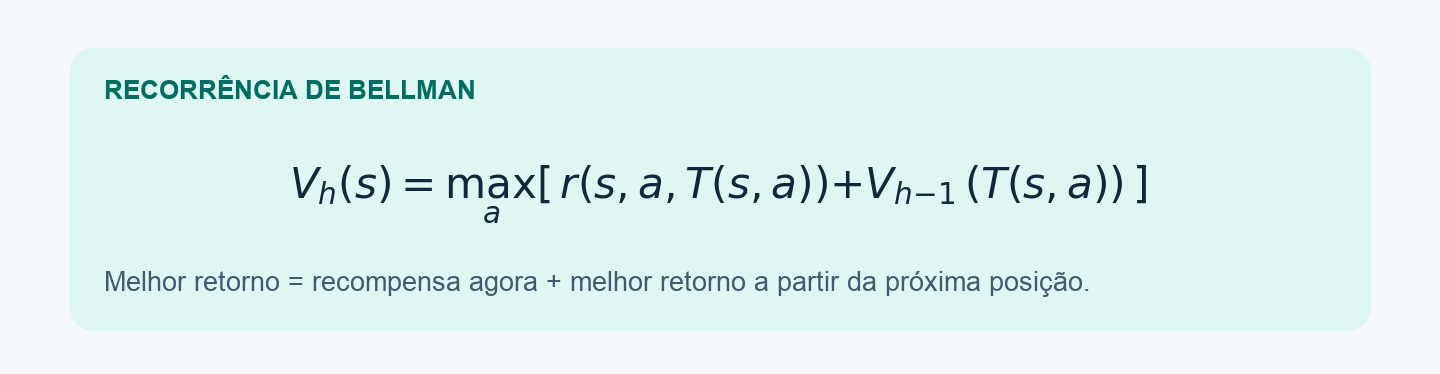 RECORRÊNCIA DE BELLMAN
V_h(s) = max_a[ r(s, a, T(s, a))+V_{h−1} (T(s, a)) ]
Melhor retorno = recompensa agora + melhor retorno a partir da próxima posição.